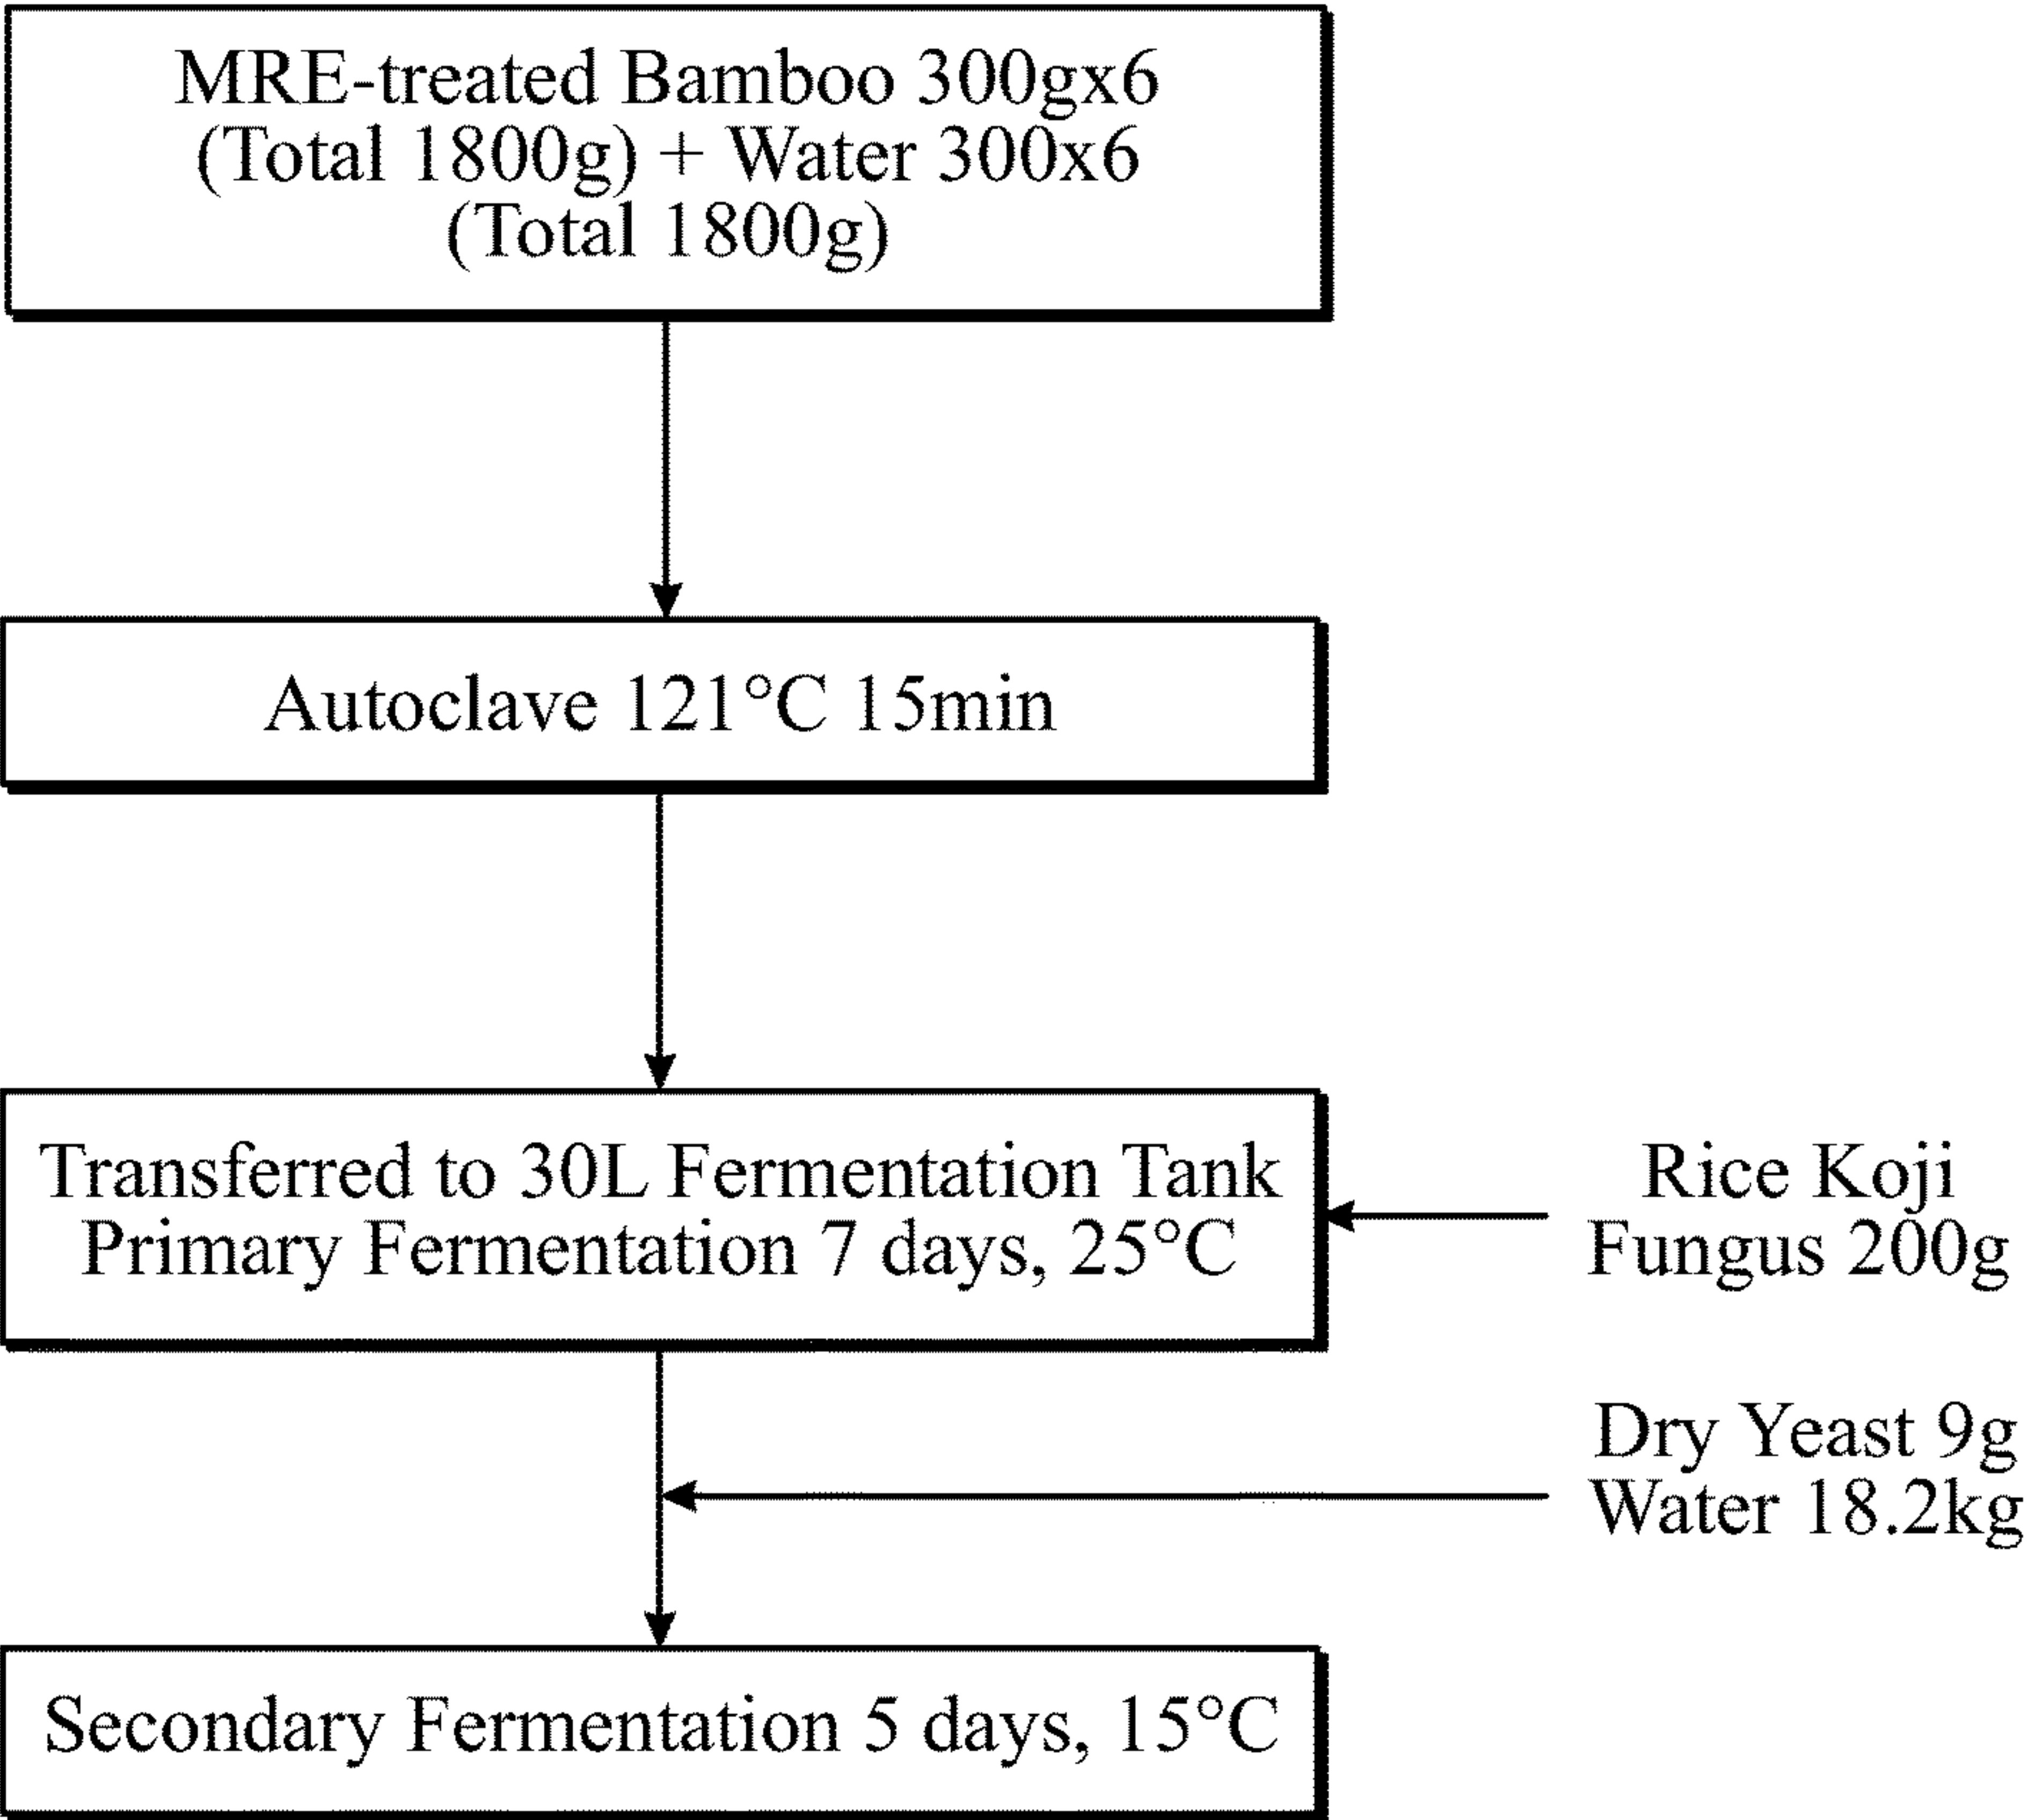 MRE-treated Bamboo 300gx6
(Total 1800g) + Water 300x6
(Total 1800g)
Autoclave 121°C 15min
Transferred to 30L Fermentation Tank
Primary Fermentation 7 days, 25°C
Rice Koji
Fungus 200g
Dry Yeast 9g
Water 18.2kg
Secondary Fermentation 5 days, 15°C